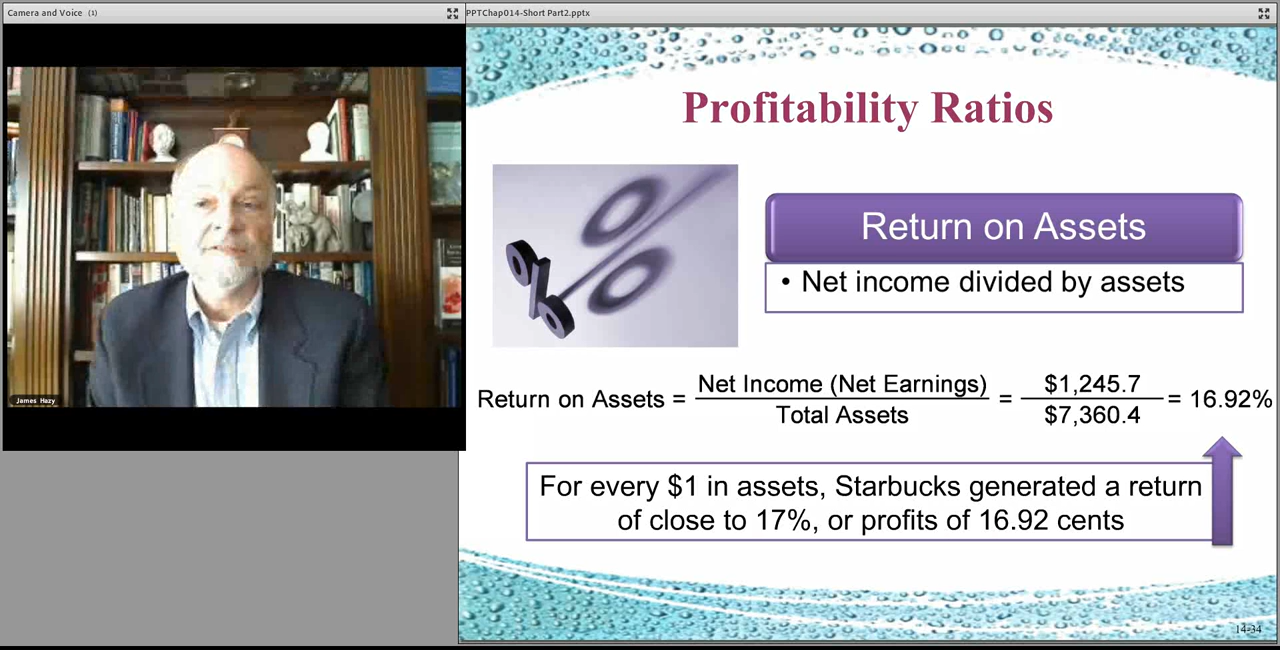 Camera and Voice (1)
James Hazy
PPTChap014-Short Part2.pptx
Profitability Ratios
Return on Assets
• Net income divided by assets
Return on Assets = Net Income (Net Earnings) / Total Assets = $1,245.7 / $7,360.4 = 16.92%
For every $1 in assets, Starbucks generated a return
of close to 17%, or profits of 16.92 cents
14-34